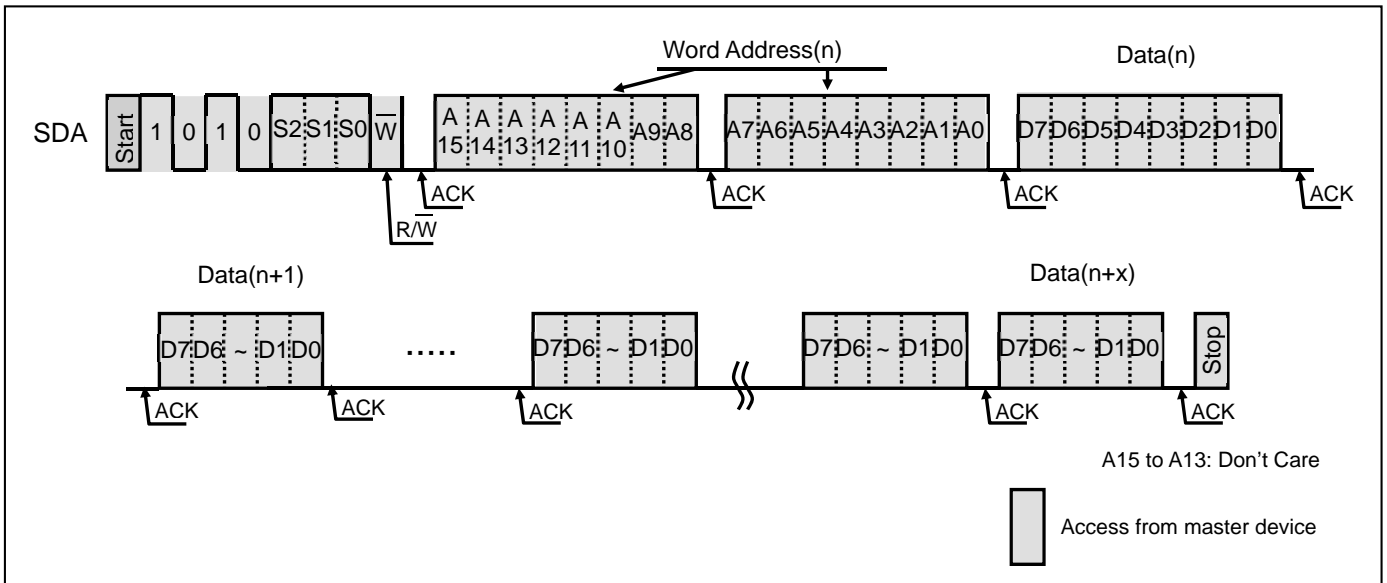 Word Address(n)
Data(n)
SDA Start 1 0 1 0 S2 S1 S0 W̅ A15 A14 A13 A12 A11 A10 A9 A8 A7 A6 A5 A4 A3 A2 A1 A0 D7 D6 D5 D4 D3 D2 D1 D0
ACK ACK ACK ACK
R/W̅
Data(n+1) Data(n+x)
D7 D6 ~ D1 D0 ..... D7 D6 ~ D1 D0 D7 D6 ~ D1 D0 D7 D6 ~ D1 D0 Stop
ACK ACK ACK ACK ACK
A15 to A13: Don't Care
Access from master device